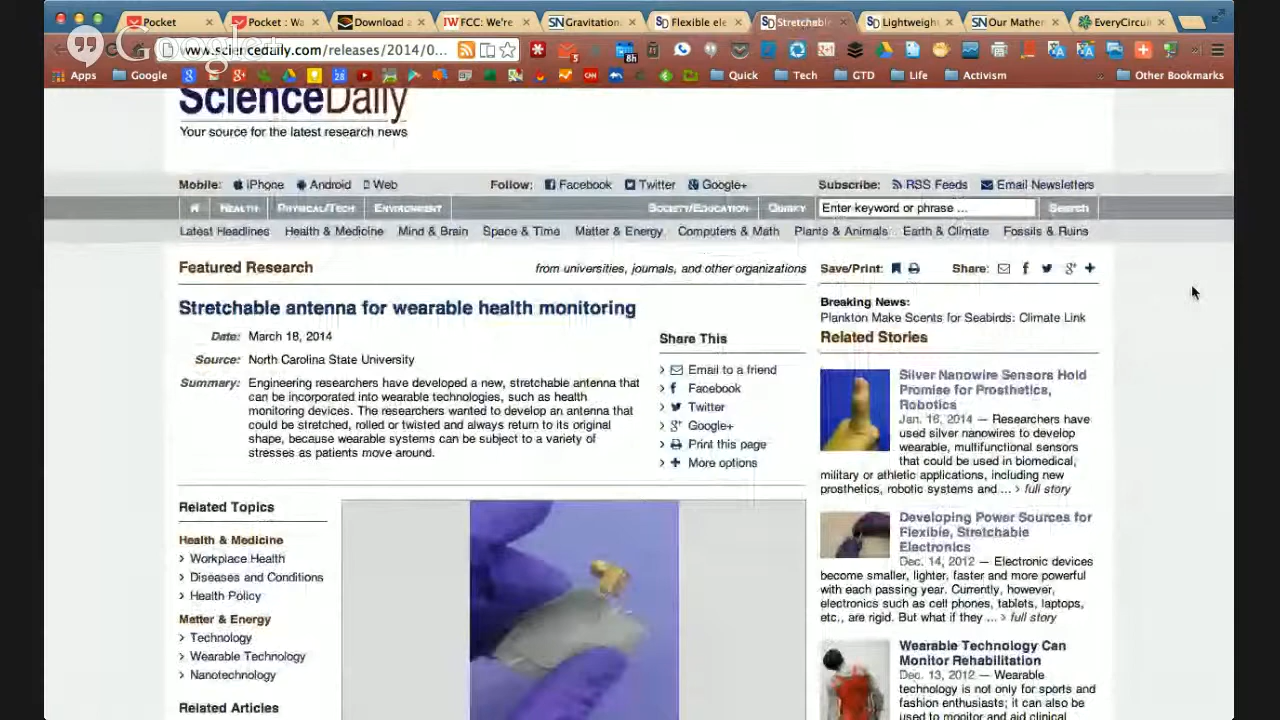 Pocket
Pocket : Wa
Download a
FCC: We're
Gravitation
Flexible ele
Stretchable
Lightweigh
Our Mather
EveryCircui
Google+
www.sciencedaily.com/releases/2014/0...
Apps
Google
Quick
Tech
GTD
Life
Activism
Other Bookmarks
ScienceDaily
Your source for the latest research news
Mobile: iPhone Android Web
Follow: Facebook Twitter Google+
Subscribe: RSS Feeds Email Newsletters
Health Physical/Tech Environment Society/Education Quirky
Enter keyword or phrase ...
Search
Latest Headlines Health & Medicine Mind & Brain Space & Time Matter & Energy Computers & Math Plants & Animals Earth & Climate Fossils & Ruins
Featured Research
from universities, journals, and other organizations
Stretchable antenna for wearable health monitoring
Date: March 18, 2014
Source: North Carolina State University
Summary: Engineering researchers have developed a new, stretchable antenna that
can be incorporated into wearable technologies, such as health
monitoring devices. The researchers wanted to develop an antenna that
could be stretched, rolled or twisted and always return to its original
shape, because wearable systems can be subject to a variety of
stresses as patients move around.
Share This
Email to a friend
Facebook
Twitter
Google+
Print this page
More options
Related Topics
Health & Medicine
Workplace Health
Diseases and Conditions
Health Policy
Matter & Energy
Technology
Wearable Technology
Nanotechnology
Related Articles
Save/Print:
Share:
Breaking News:
Plankton Make Scents for Seabirds: Climate Link
Related Stories
Silver Nanowire Sensors Hold
Promise for Prosthetics,
Robotics
Jan. 16, 2014 — Researchers have
used silver nanowires to develop
wearable, multifunctional sensors
that could be used in biomedical,
military or athletic applications, including new
prosthetics, robotic systems and ... > full story
Developing Power Sources for
Flexible, Stretchable
Electronics
Dec. 14, 2012 — Electronic devices
become smaller, lighter, faster and more powerful
with each passing year. Currently, however,
electronics such as cell phones, tablets, laptops,
etc., are rigid. But what if they ... > full story
Wearable Technology Can
Monitor Rehabilitation
Dec. 13, 2012 — Wearable
technology is not only for sports and
fashion enthusiasts; it can also be
used to monitor and aid clinical